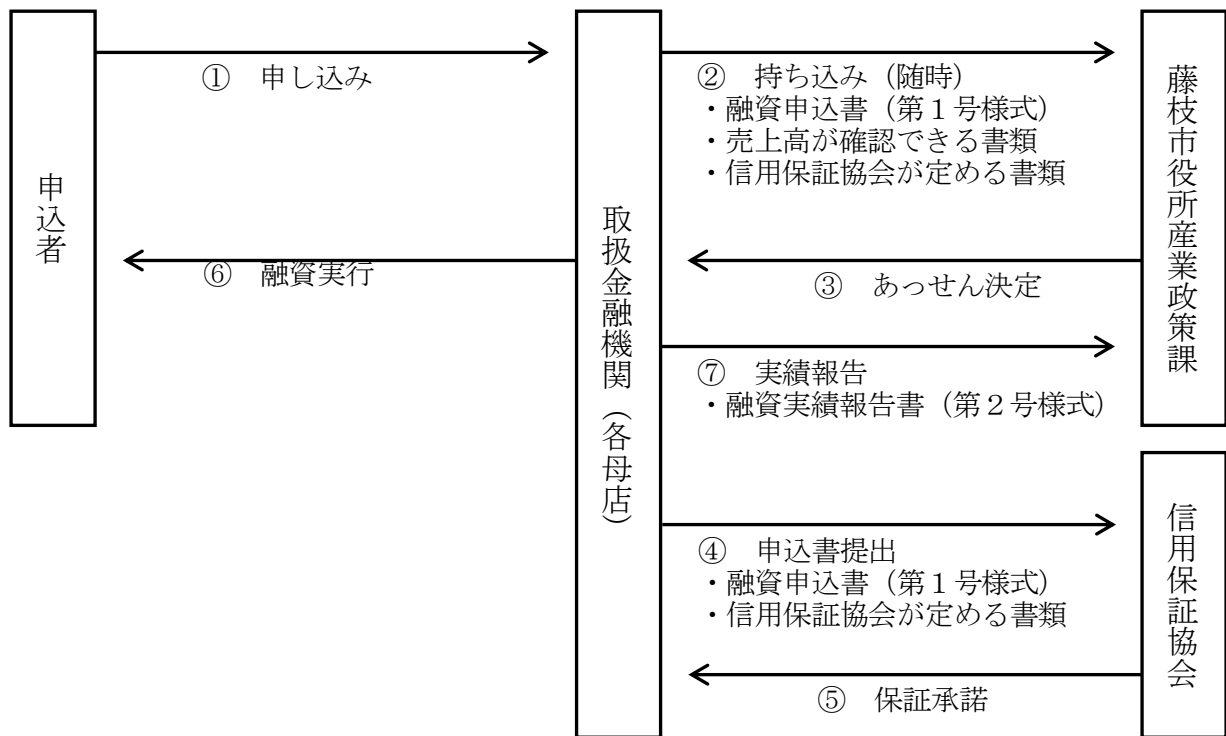 申込者
① 申し込み
⑥ 融資実行
取扱金融機関（各母店）
② 持ち込み（随時）
・融資申込書（第１号様式）
・売上高が確認できる書類
・信用保証協会が定める書類
③ あっせん決定
⑦ 実績報告
・融資実績報告書（第２号様式）
④ 申込書提出
・融資申込書（第１号様式）
・信用保証協会が定める書類
⑤ 保証承諾
藤枝市役所産業政策課
信用保証協会